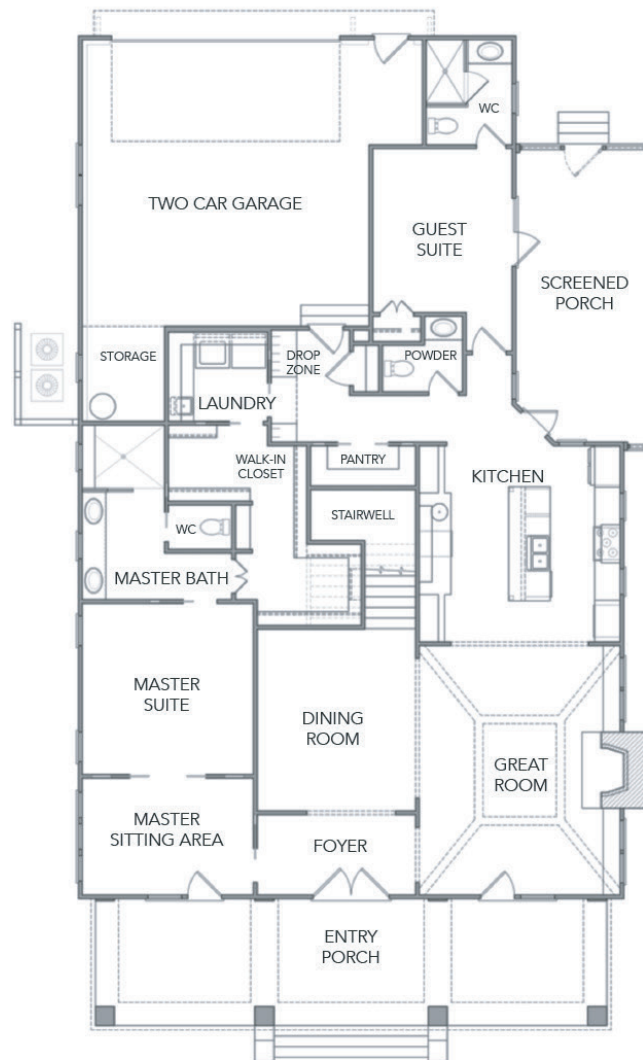 WC
TWO CAR GARAGE
GUEST
SUITE
SCREENED
PORCH
STORAGE
DROP
ZONE
POWDER
LAUNDRY
WALK-IN
CLOSET
PANTRY
KITCHEN
STAIRWELL
WC
MASTER BATH
MASTER
SUITE
DINING
ROOM
GREAT
ROOM
MASTER
SITTING AREA
FOYER
ENTRY
PORCH